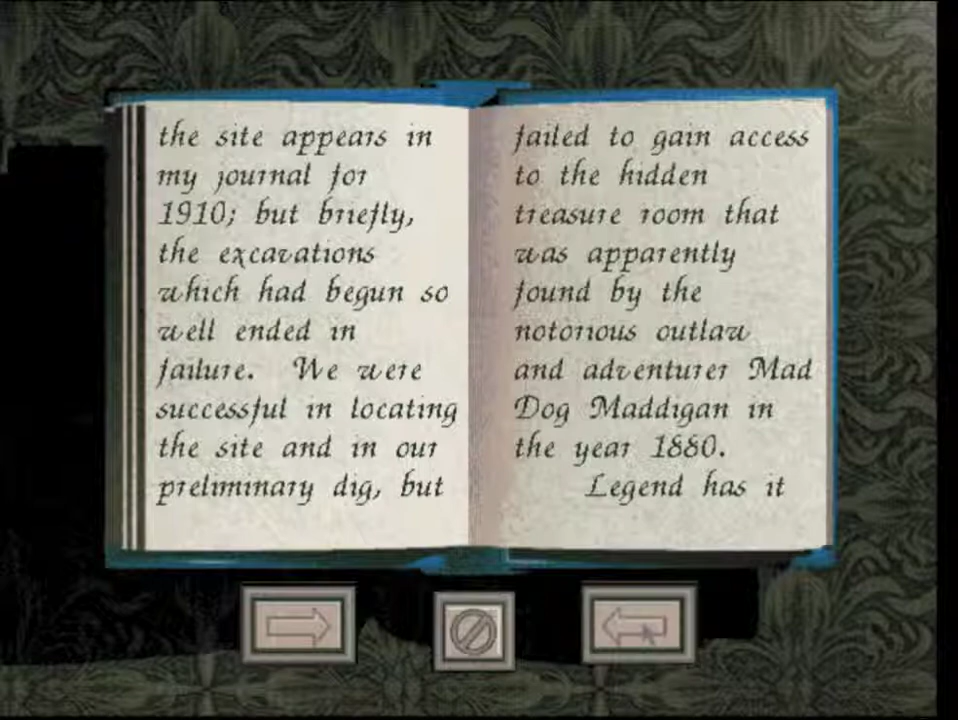 the site appears in
my journal for
1910; but briefly,
the excavations
which had begun so
well ended in
failure. We were
successful in locating
the site and in our
preliminary dig, but
failed to gain access
to the hidden
treasure room that
was apparently
found by the
notorious outlaw
and adventurer Mad
Dog Maddigan in
the year 1880.
Legend has it